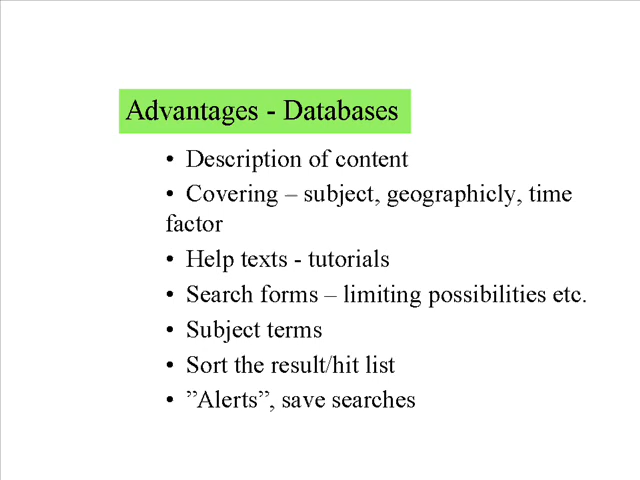 Advantages - Databases
• Description of content
• Covering – subject, geographicly, time
factor
• Help texts - tutorials
• Search forms – limiting possibilities etc.
• Subject terms
• Sort the result/hit list
• ”Alerts”, save searches